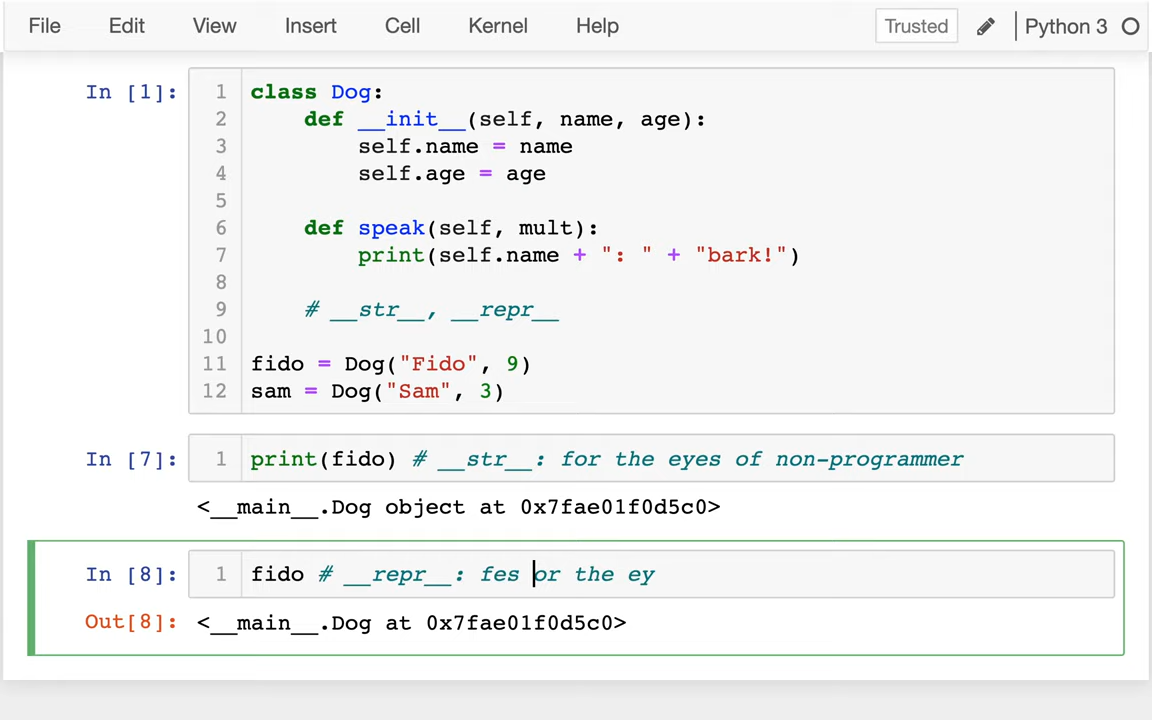 File Edit View Insert Cell Kernel Help Trusted Python 3
In [1]:
1 class Dog:
2     def __init__(self, name, age):
3         self.name = name
4         self.age = age
5
6     def speak(self, mult):
7         print(self.name + ": " + "bark!")
8
9     # __str__, __repr__
10
11 fido = Dog("Fido", 9)
12 sam = Dog("Sam", 3)
In [7]: 1 print(fido) # __str__: for the eyes of non-programmer
<__main__.Dog object at 0x7fae01f0d5c0>
In [8]: 1 fido # __repr__: fes or the ey
Out[8]: <__main__.Dog at 0x7fae01f0d5c0>